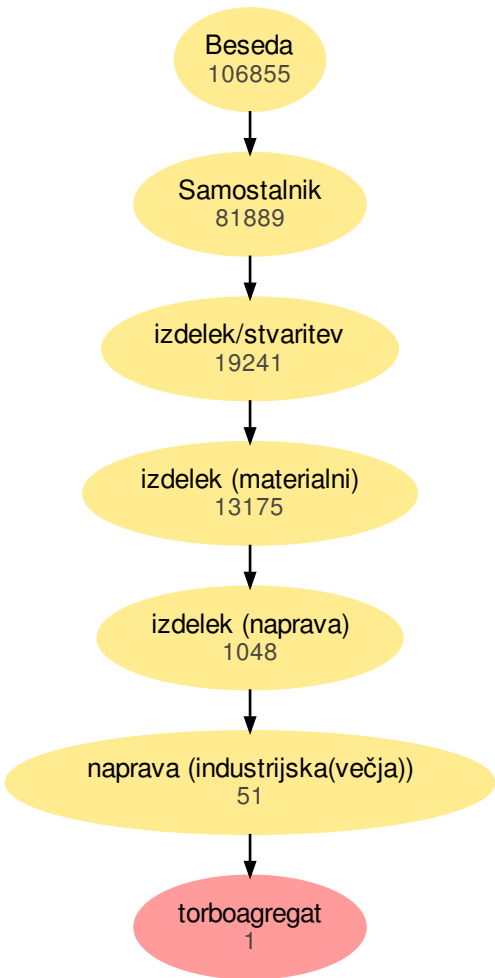 Beseda
106855
Samostalnik
81889
izdelek/stvaritev
19241
izdelek (materialni)
13175
izdelek (naprava)
1048
naprava (industrijska(večja))
51
torboagregat
1